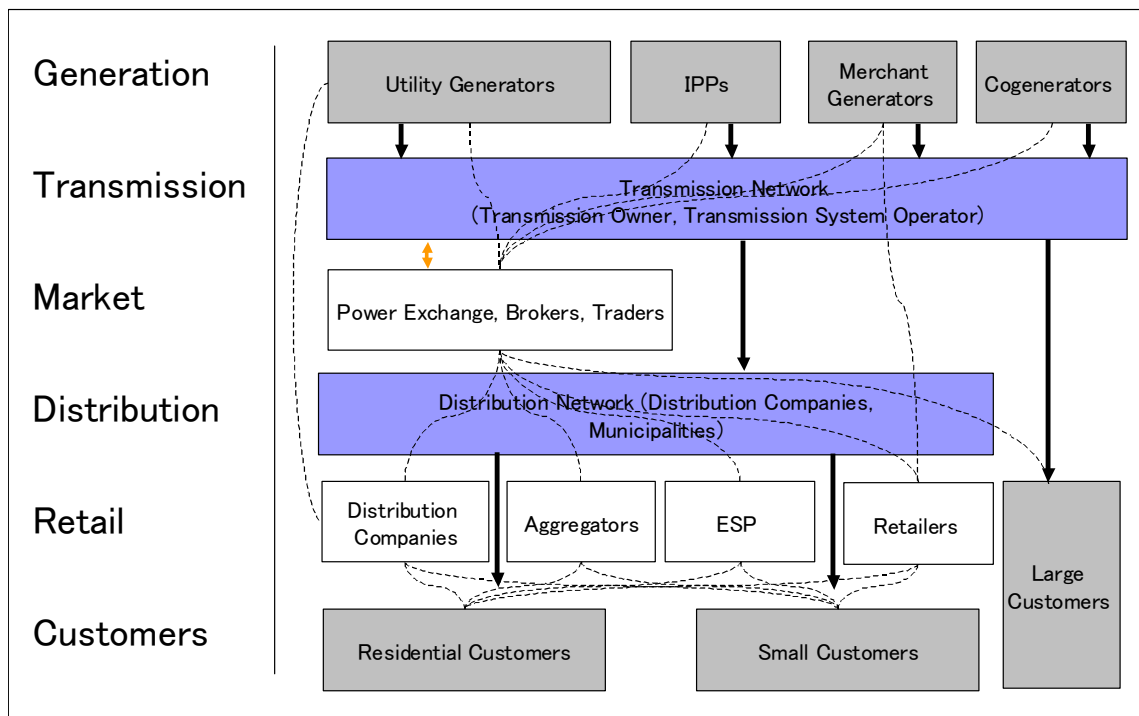 Generation
Utility Generators
IPPs
Merchant
Generators
Cogenerators
Transmission
Transmission Network
(Transmission Owner, Transmission System Operator)
Market
Power Exchange, Brokers, Traders
Distribution
Distribution Network (Distribution Companies,
Municipalities)
Retail
Distribution
Companies
Aggregators
ESP
Retailers
Large
Customers
Customers
Residential Customers
Small Customers